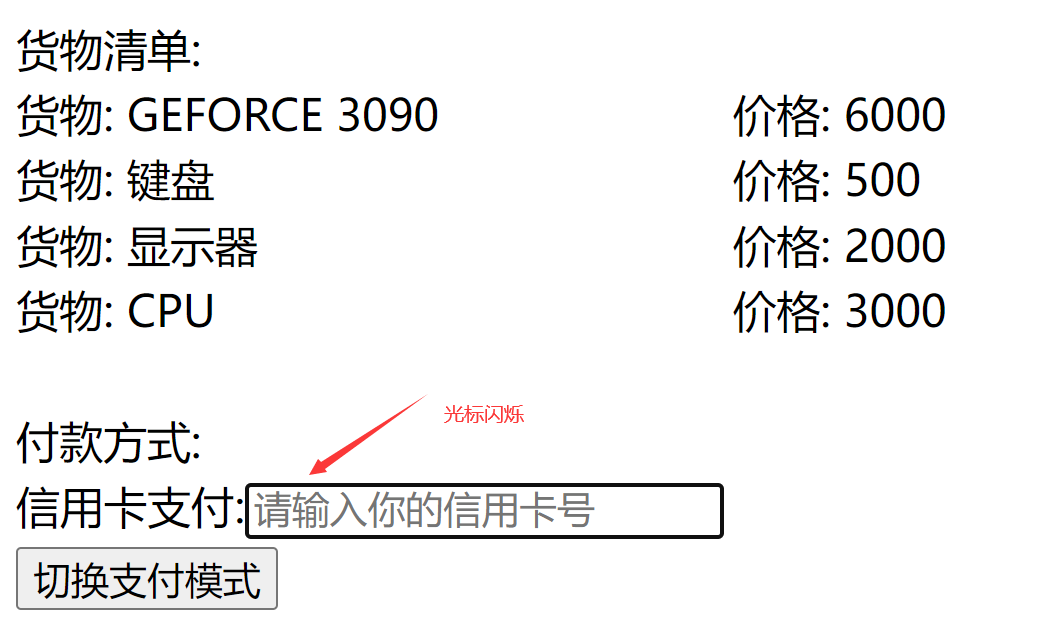 货物清单:
货物: GEFORCE 3090 价格: 6000
货物: 键盘 价格: 500
货物: 显示器 价格: 2000
货物: CPU 价格: 3000
光标闪烁
付款方式:
信用卡支付:请输入你的信用卡号
切换支付模式